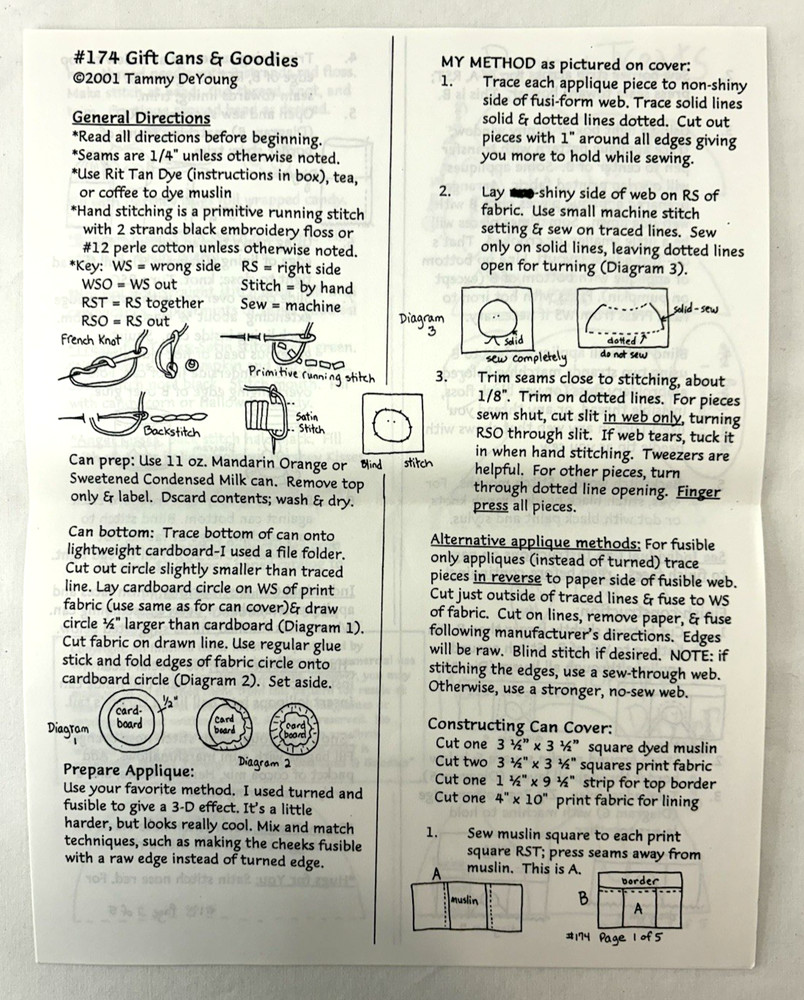 #174 Gift Cans & Goodies
©2001 Tammy DeYoung
General Directions
*Read all directions before beginning.
*Seams are 1/4" unless otherwise noted.
*Use Rit Tan Dye (instructions in box), tea,
or coffee to dye muslin
*Hand stitching is a primitive running stitch
with 2 strands black embroidery floss or
#12 perle cotton unless otherwise noted.
*Key: WS = wrong side RS = right side
WSO = WS out Stitch = by hand
RST = RS together Sew = machine
RSO = RS out
French Knot
Primitive running stitch
Backstitch
Satin
Stitch
Blind stitch
Can prep: Use 11 oz. Mandarin Orange or
Sweetened Condensed Milk can. Remove top
only & label. Dscard contents; wash & dry.
Can bottom: Trace bottom of can onto
lightweight cardboard-I used a file folder.
Cut out circle slightly smaller than traced
line. Lay cardboard circle on WS of print
fabric (use same as for can cover)& draw
circle ½" larger than cardboard (Diagram 1).
Cut fabric on drawn line. Use regular glue
stick and fold edges of fabric circle onto
cardboard circle (Diagram 2). Set aside.
Diagram
1
card-
board
½"
card
board
card
board
Diagram 2
Prepare Applique:
Use your favorite method. I used turned and
fusible to give a 3-D effect. It's a little
harder, but looks really cool. Mix and match
techniques, such as making the cheeks fusible
with a raw edge instead of turned edge.
MY METHOD as pictured on cover:
1. Trace each applique piece to non-shiny
side of fusi-form web. Trace solid lines
solid & dotted lines dotted. Cut out
pieces with 1" around all edges giving
you more to hold while sewing.
2. Lay -shiny side of web on RS of
fabric. Use small machine stitch
setting & sew on traced lines. Sew
only on solid lines, leaving dotted lines
open for turning (Diagram 3).
Diagram
3
solid
sew completely
solid-sew
dotted
do not sew
3. Trim seams close to stitching, about
1/8". Trim on dotted lines. For pieces
sewn shut, cut slit in web only, turning
RSO through slit. If web tears, tuck it
in when hand stitching. Tweezers are
helpful. For other pieces, turn
through dotted line opening. Finger
press all pieces.
Alternative applique methods: For fusible
only appliques (instead of turned) trace
pieces in reverse to paper side of fusible web.
Cut just outside of traced lines & fuse to WS
of fabric. Cut on lines, remove paper, & fuse
following manufacturer's directions. Edges
will be raw. Blind stitch if desired. NOTE: if
stitching the edges, use a sew-through web.
Otherwise, use a stronger, no-sew web.
Constructing Can Cover:
Cut one 3 ½" x 3 ½" square dyed muslin
Cut two 3 ½" x 3 ½" squares print fabric
Cut one 1 ½" x 9 ½" strip for top border
Cut one 4" x 10" print fabric for lining
1. Sew muslin square to each print
square RST; press seams away from
muslin. This is A.
A
muslin
B
border
A
#174 Page 1 of 5